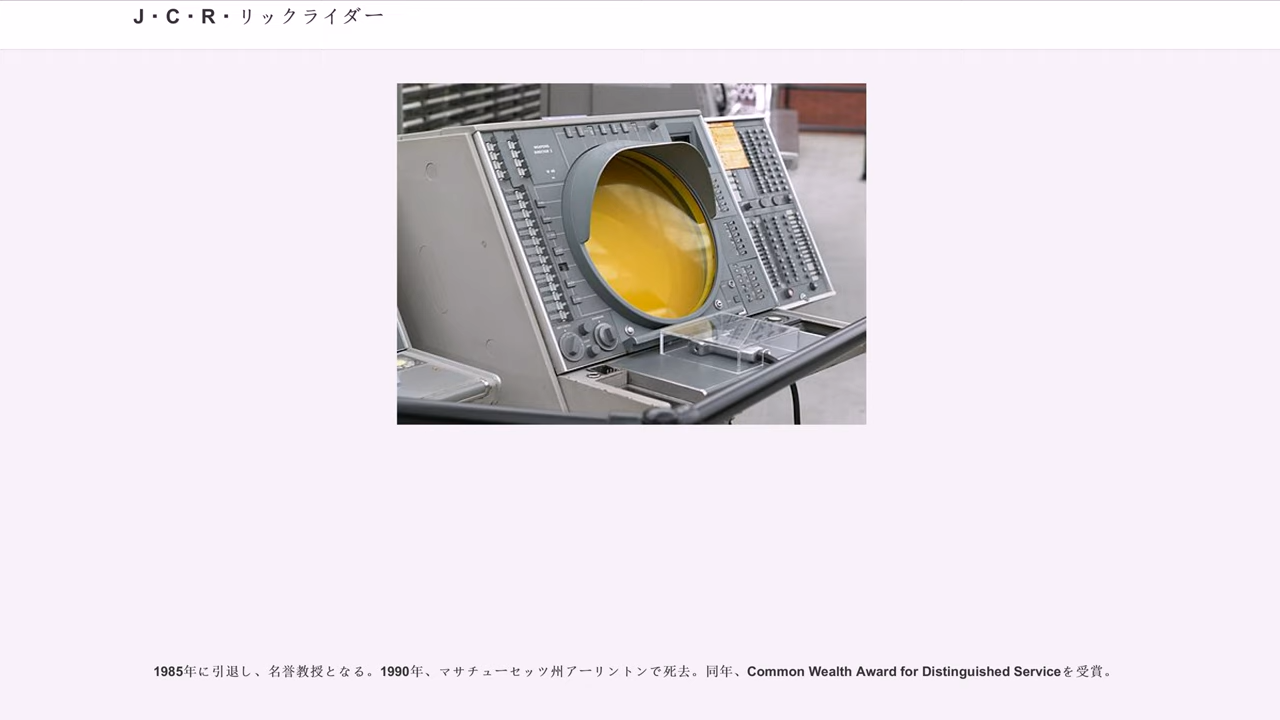 J・C・R・リックライダー
1985年に引退し、名誉教授となる。1990年、マサチューセッツ州アーリントンで死去。同年、Common Wealth Award for Distinguished Serviceを受賞。